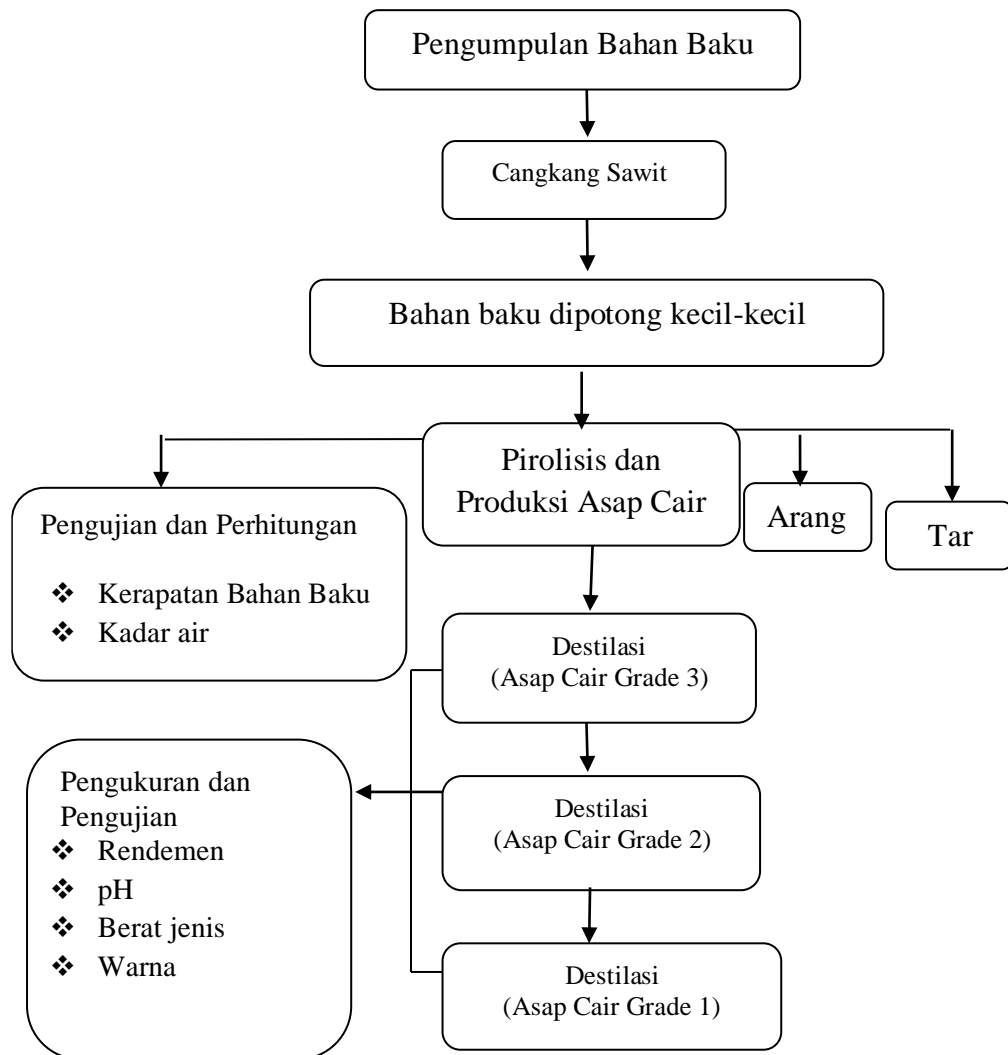 Pengumpulan Bahan Baku
Cangkang Sawit
Bahan baku dipotong kecil-kecil
Pirolisis dan
Produksi Asap Cair
Arang
Tar
Pengujian dan Perhitungan
❖ Kerapatan Bahan Baku
❖ Kadar air
Destilasi
(Asap Cair Grade 3)
Pengukuran dan
Pengujian
❖ Rendemen
❖ pH
❖ Berat jenis
❖ Warna
Destilasi
(Asap Cair Grade 2)
Destilasi
(Asap Cair Grade 1)